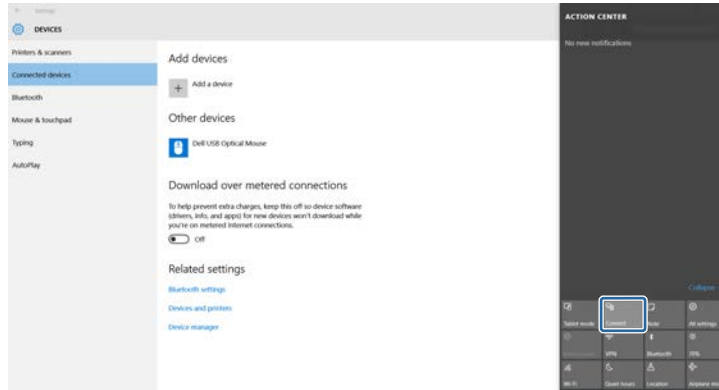 Settings
DEVICES
Printers & scanners
Connected devices
Bluetooth
Mouse & touchpad
Typing
AutoPlay
Add devices
Add a device
Other devices
Dell USB Optical Mouse
Download over metered connections
To help prevent extra charges, keep this off so device software
(drivers, info, and apps) for new devices won't download while
you're on metered Internet connections.
Off
Related settings
Bluetooth settings
Devices and printers
Device manager
ACTION CENTER
No new notifications
Collapse
Tablet mode
Connect
Note
All settings
VPN
Bluetooth
70%
Wi-Fi
Quiet hours
Location
Airplane mo